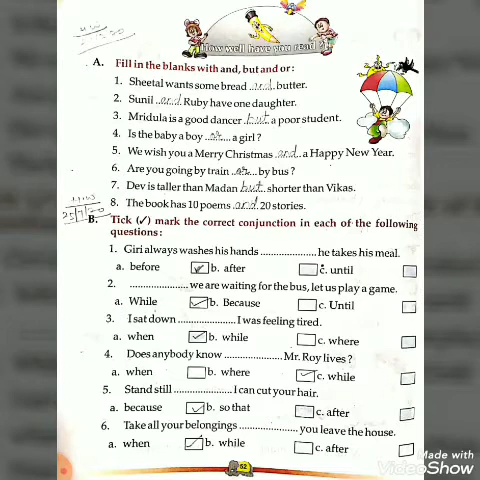 How well have you read ?
A. Fill in the blanks with and, but and or:
1. Sheetal wants some bread ..and.. butter.
2. Sunil ..and.. Ruby have one daughter.
3. Mridula is a good dancer .but.. a poor student.
4. Is the baby a boy ..or.... a girl ?
5. We wish you a Merry Christmas .and.. a Happy New Year.
6. Are you going by train ..or... by bus ?
7. Dev is taller than Madan .but... shorter than Vikas.
8. The book has 10 poems .and. 20 stories.
25/7/20
B. Tick (✓) mark the correct conjunction in each of the following
questions:
1. Giri always washes his hands .................... he takes his meal.
a. before ✓ b. after c. until
2. .................... we are waiting for the bus, let us play a game.
a. While ✓ b. Because c. Until
3. I sat down .................... I was feeling tired.
a. when ✓ b. while c. where
4. Does anybody know .................... Mr. Roy lives ?
a. when b. where ✓ c. while
5. Stand still .................... I can cut your hair.
a. because ✓ b. so that c. after
6. Take all your belongings .................... you leave the house.
a. when ✓ b. while c. after
52
Made with
VideoShow